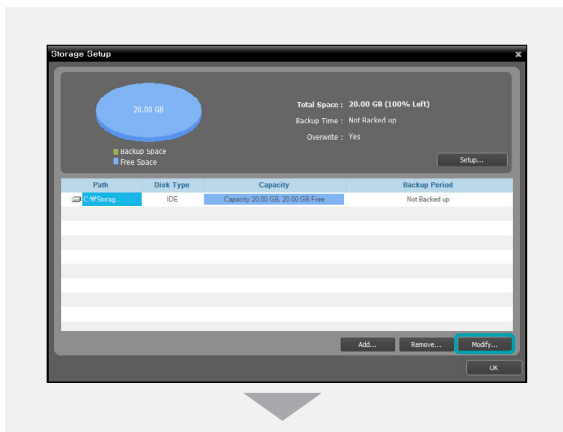 Storage Setup
20.00 GB
Backup Space
Free Space
Total Space : 20.00 GB (100% Left)
Backup Time : Not Backed up
Overwrite : Yes
Setup...
Path Disk Type Capacity Backup Period
C:\Storag... IDE Capacity 20.00 GB, 20.00 GB Free Not Backed up
Add... Remove... Modify...
OK